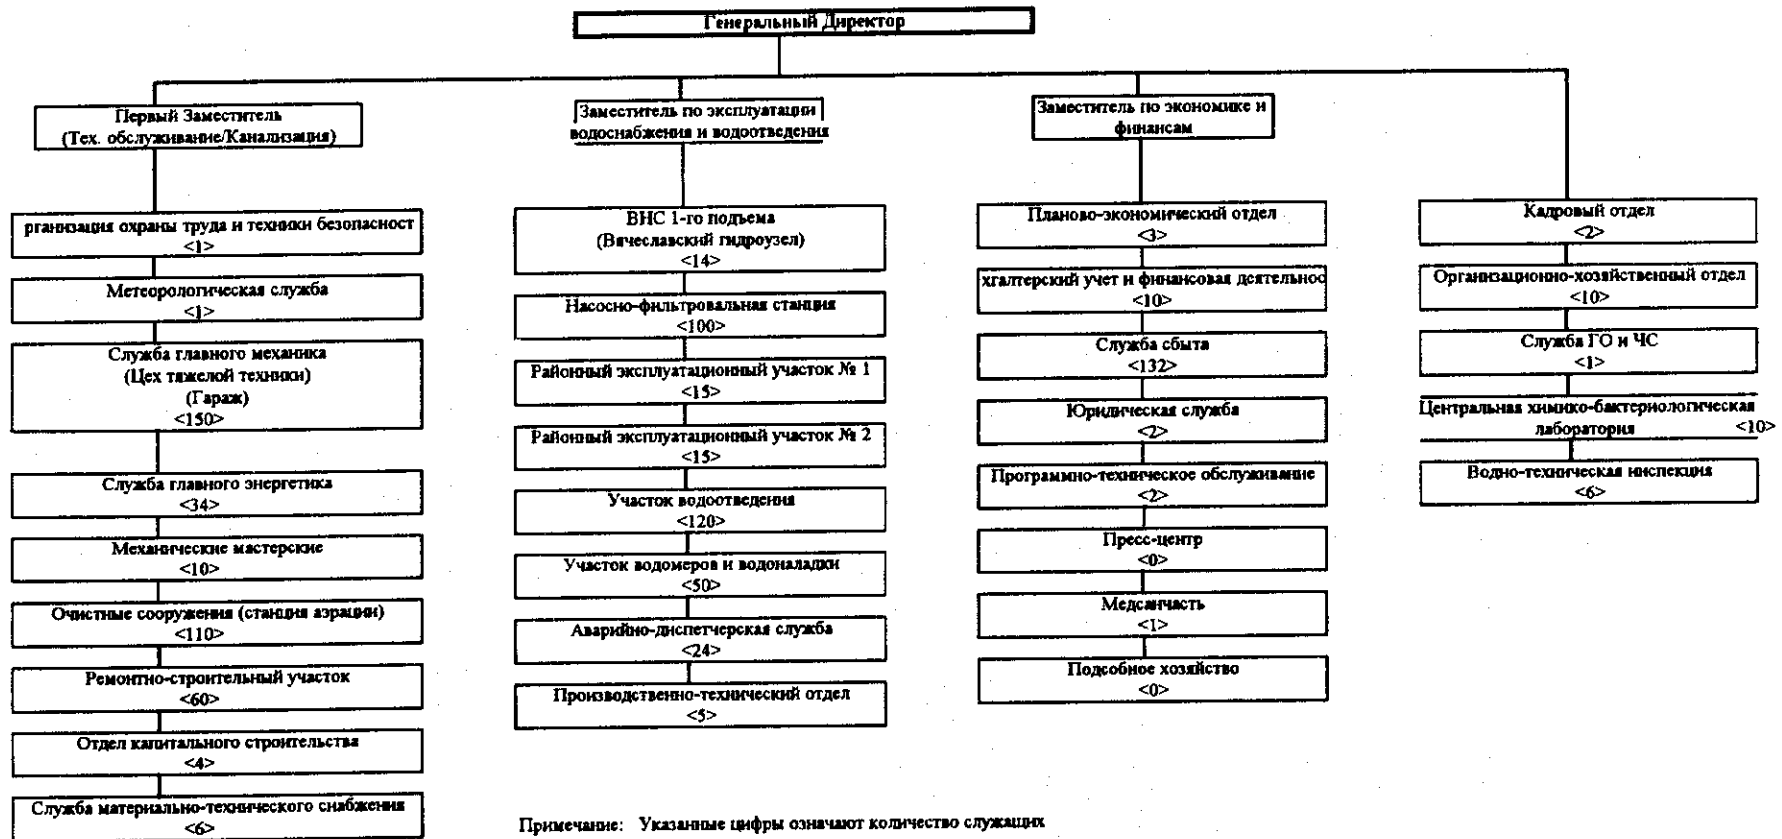 Генеральный Директор
Первый Заместитель
(Тех. обслуживание/Канализация)
Заместитель по эксплуатации
водоснабжения и водоотведения
Заместитель по экономике и
финансам
рганизация охраны труда и техники безопасност
<1>
Метеорологическая служба
<1>
Служба главного механика
(Цех тяжелой техники)
(Гараж)
<150>
Служба главного энергетика
<34>
Механические мастерские
<10>
Очистные сооружения (станция аэрации)
<110>
Ремонтно-строительный участок
<60>
Отдел капитального строительства
<4>
Служба материально-технического снабжения
<6>
ВНС 1-го подъема
(Вячеславский гидроузел)
<14>
Насосно-фильтровальная станция
<100>
Районный эксплуатационный участок № 1
<15>
Районный эксплуатационный участок № 2
<15>
Участок водоотведения
<120>
Участок водомеров и водоналадки
<50>
Аварийно-диспетчерская служба
<24>
Производственно-технический отдел
<5>
Планово-экономический отдел
<3>
хгалтерский учет и финансовая деятельнос
<10>
Служба сбыта
<132>
Юридическая служба
<2>
Программно-техническое обслуживание
<2>
Пресс-центр
<0>
Медсанчасть
<1>
Подсобное хозяйство
<0>
Кадровый отдел
<2>
Организационно-хозяйственный отдел
<10>
Служба ГО и ЧС
<1>
Центральная химико-бактериологическая
лаборатория <10>
Водно-техническая инспекция
<6>
Примечание: Указанные цифры означают количество служащих